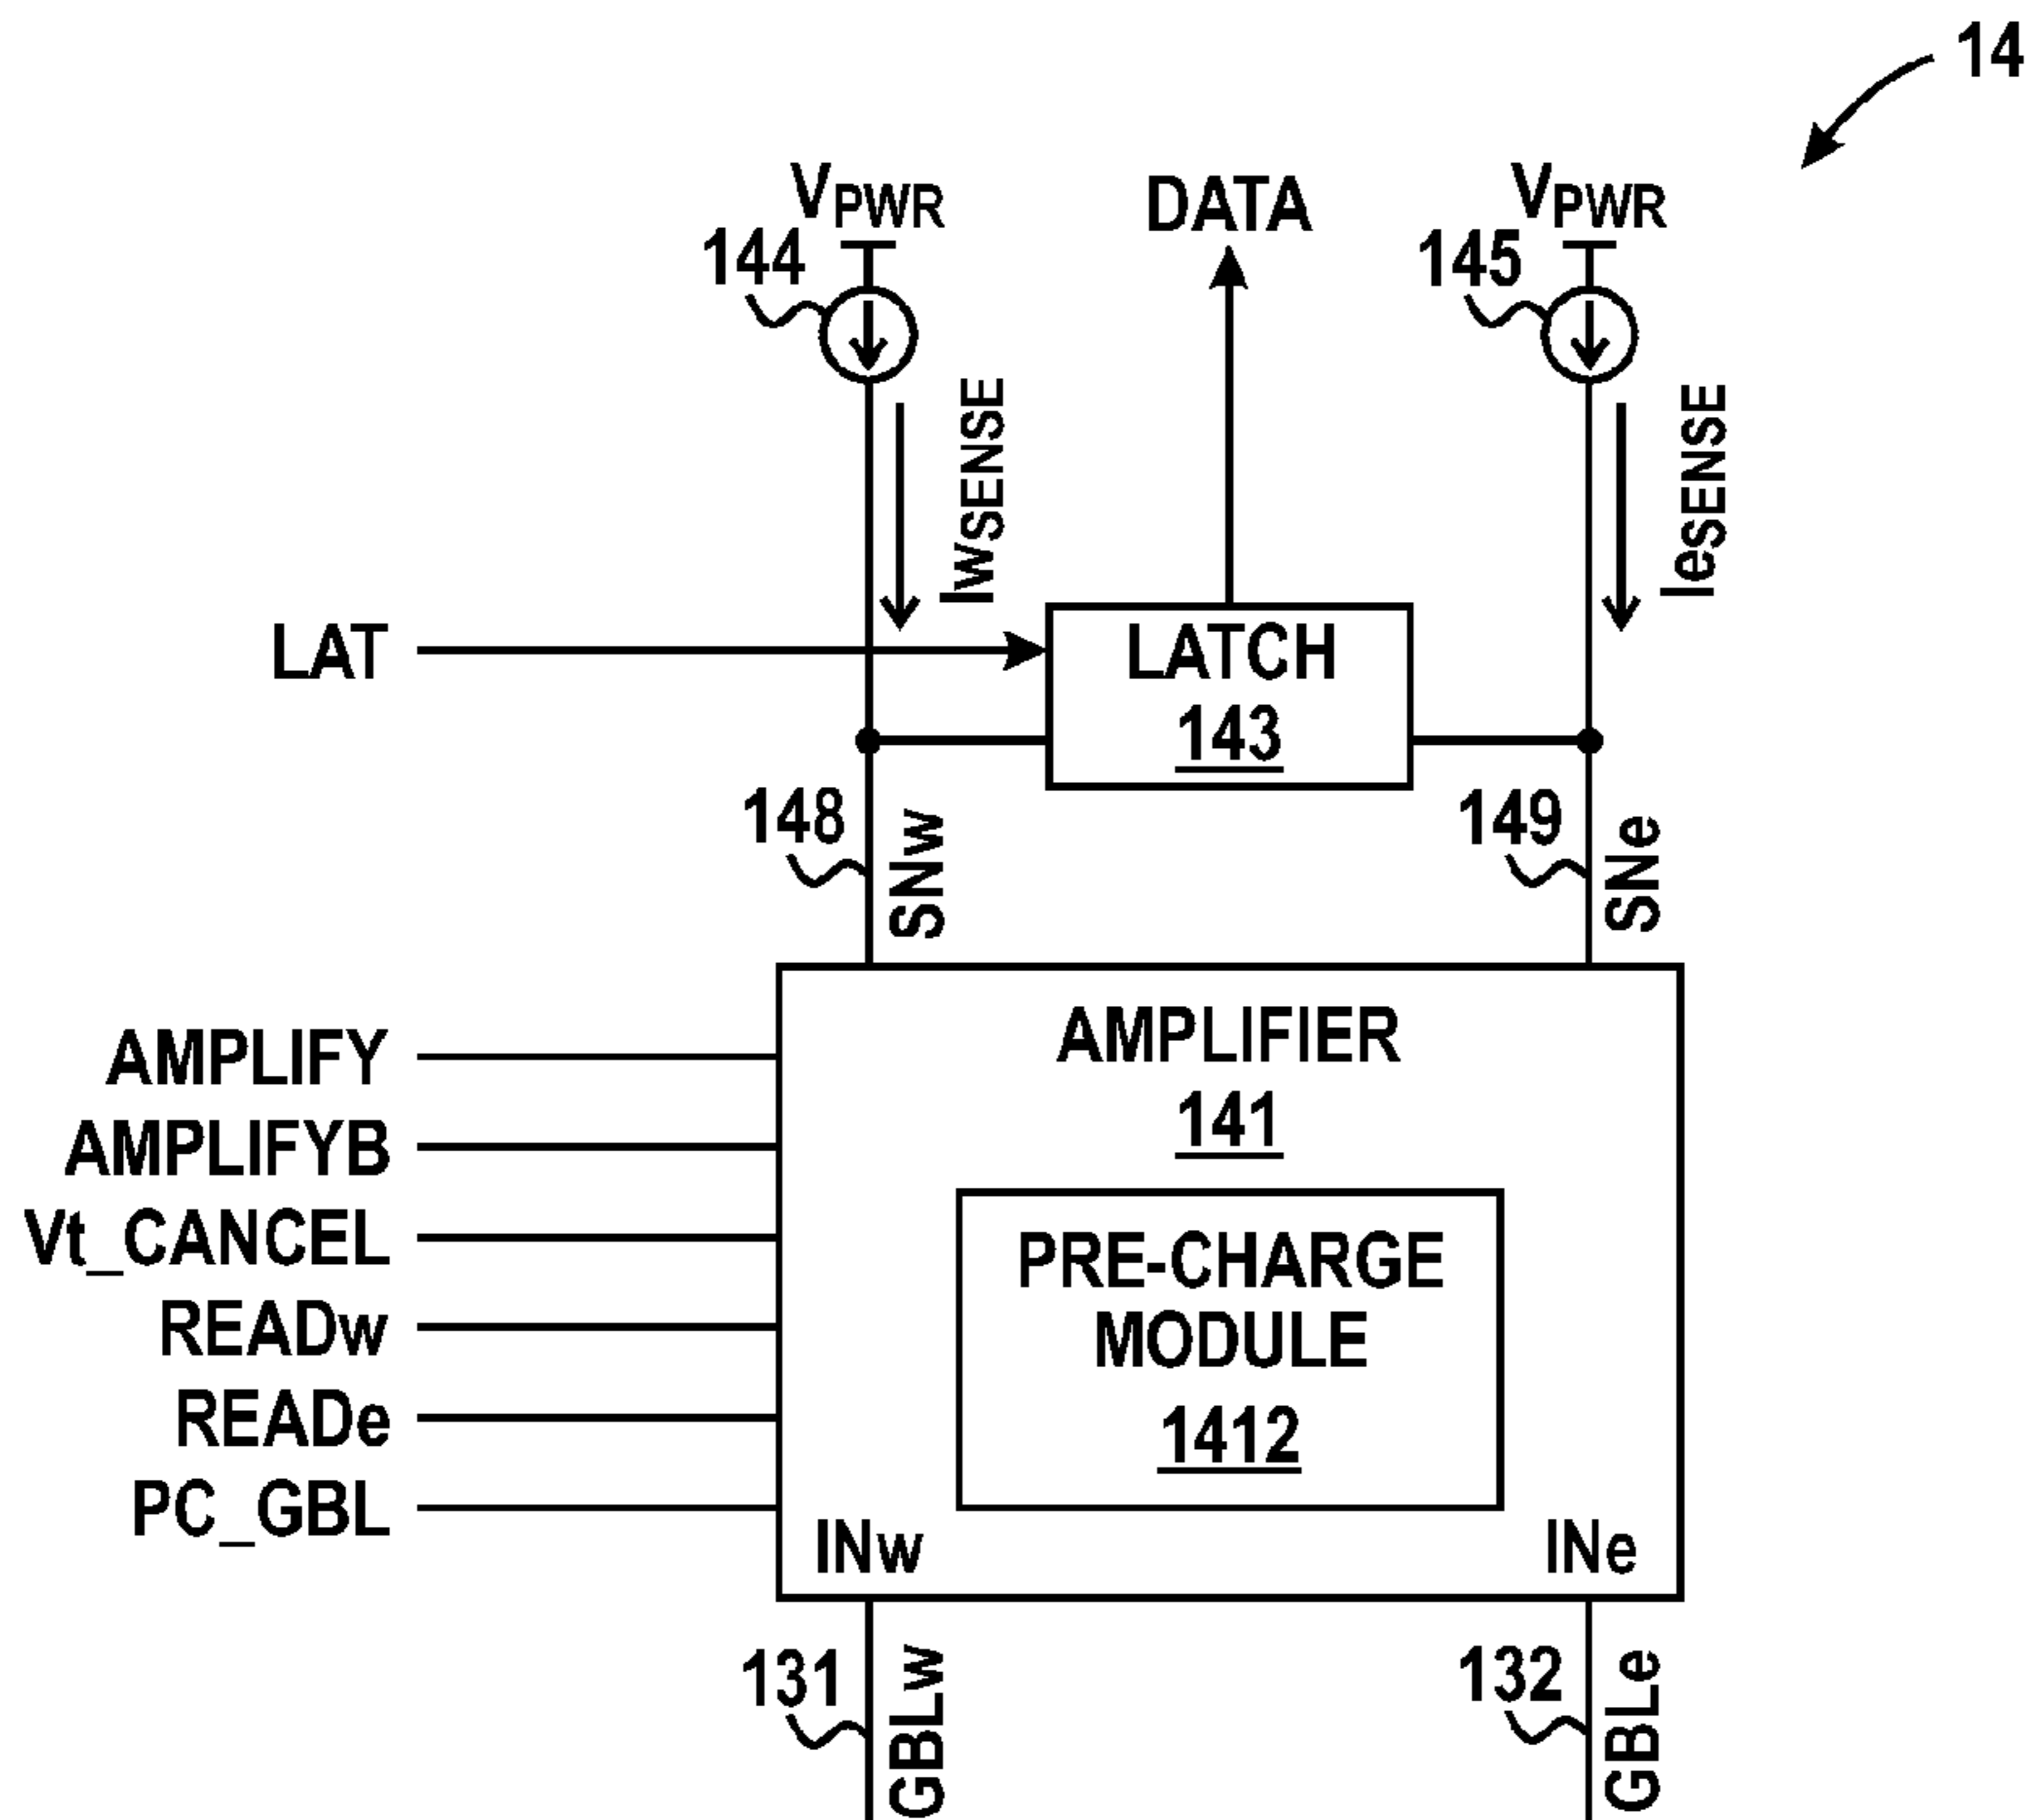 14
VPWR
DATA
VPWR
144
145
IwSENSE
IeSENSE
LAT
LATCH
143
148
SNw
149
SNe
AMPLIFIER
141
AMPLIFY
AMPLIFYB
Vt_CANCEL
READw
READe
PC_GBL
PRE-CHARGE
MODULE
1412
INw
INe
131
GBLw
132
GBLe